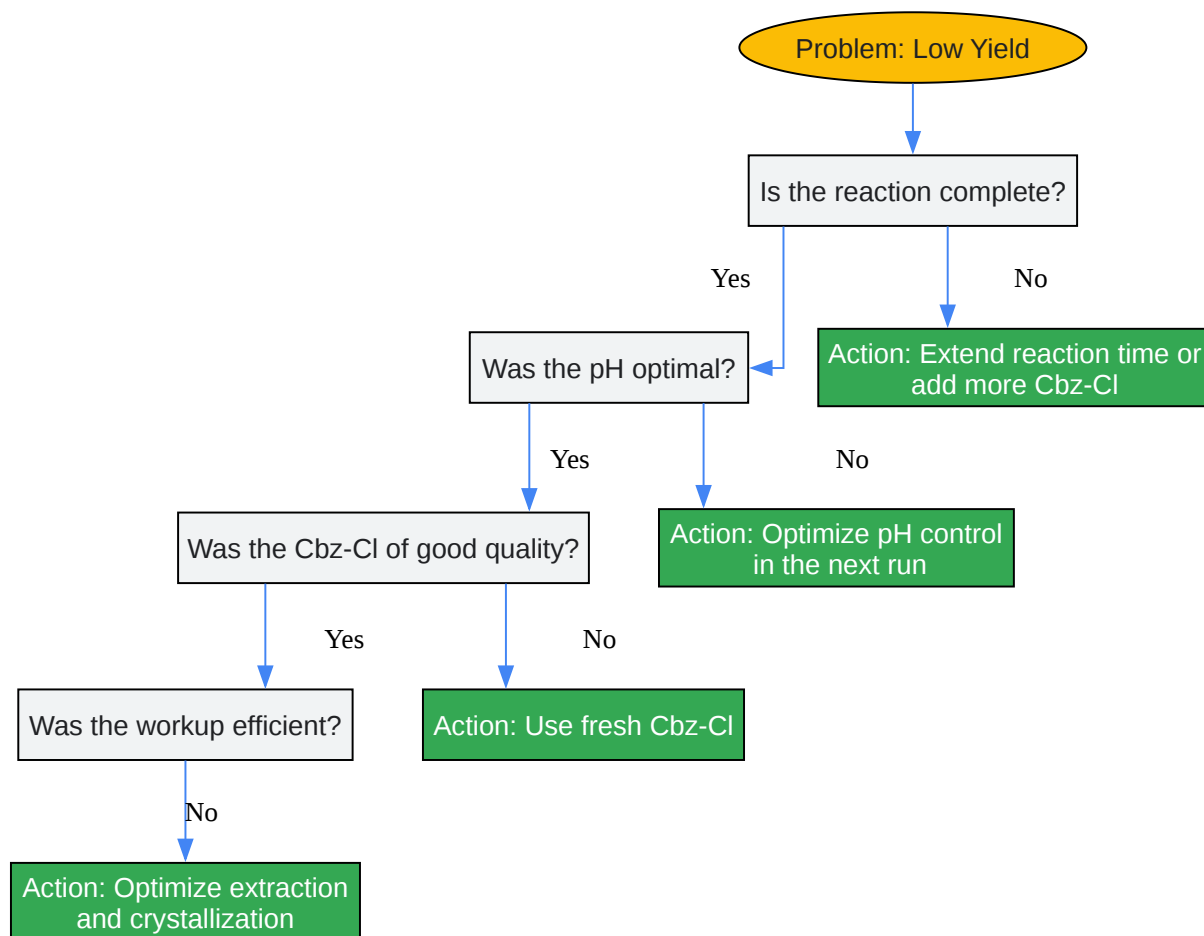 Problem: Low Yield
Is the reaction complete?
Yes
No
Action: Extend reaction time or
add more Cbz-Cl
Was the pH optimal?
Yes
No
Action: Optimize pH control
in the next run
Was the Cbz-Cl of good quality?
Yes
No
Action: Use fresh Cbz-Cl
Was the workup efficient?
No
Action: Optimize extraction
and crystallization